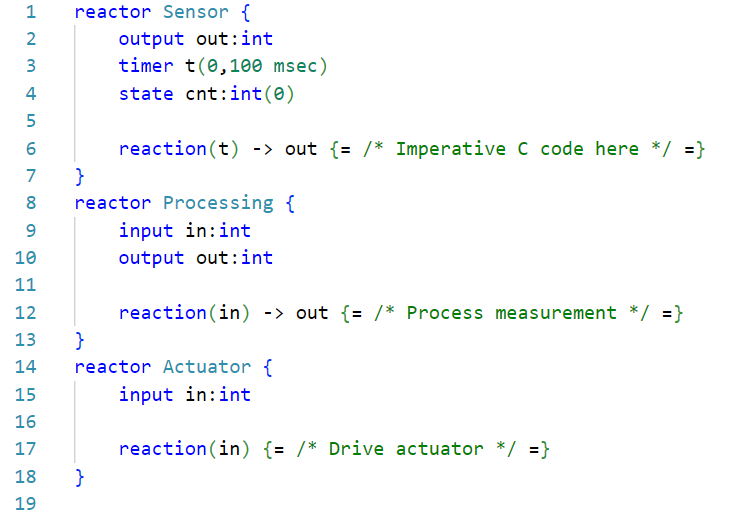 1 reactor Sensor {
2 output out:int
3 timer t(0,100 msec)
4 state cnt:int(0)
5
6 reaction(t) -> out {= /* Imperative C code here */ =}
7 }
8 reactor Processing {
9 input in:int
10 output out:int
11
12 reaction(in) -> out {= /* Process measurement */ =}
13 }
14 reactor Actuator {
15 input in:int
16
17 reaction(in) {= /* Drive actuator */ =}
18 }
19